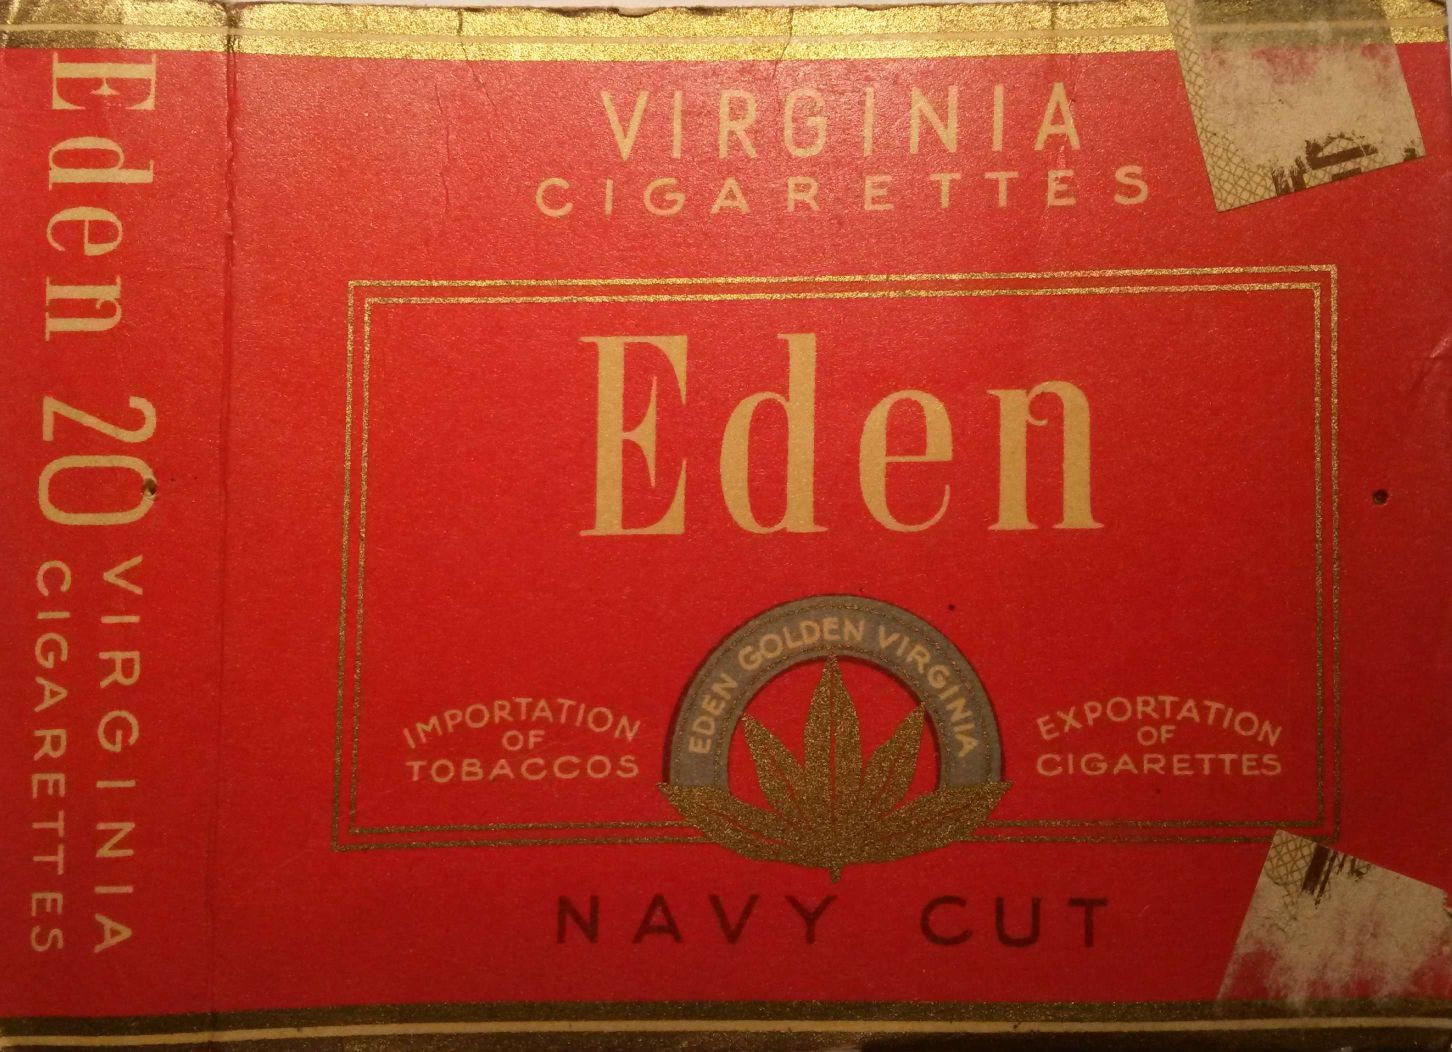 Eden 20 VIRGINIA
CIGARETTES
VIRGINIA
CIGARETTES
Eden
EDEN GOLDEN VIRGINIA
IMPORTATION
OF
TOBACCOS
EXPORTATION
OF
CIGARETTES
NAVY CUT